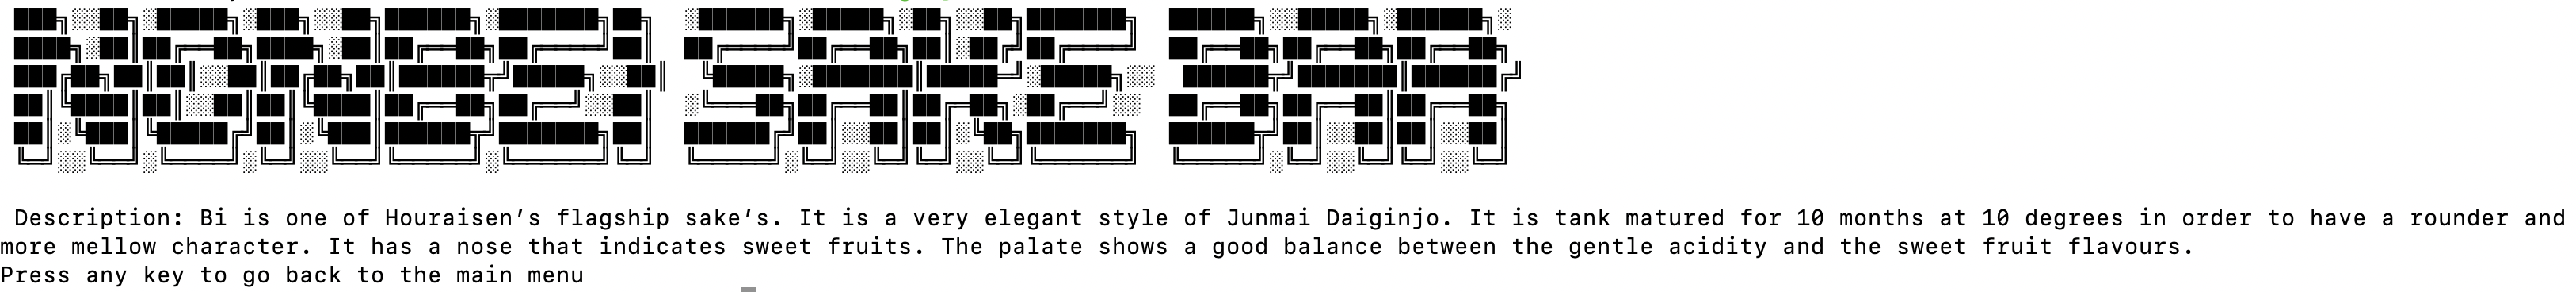 NONBEI SAKE BAR
Description: Bi is one of Houraisen's flagship sake's. It is a very elegant style of Junmai Daiginjo. It is tank matured for 10 months at 10 degrees in order to have a rounder and
more mellow character. It has a nose that indicates sweet fruits. The palate shows a good balance between the gentle acidity and the sweet fruit flavours.
Press any key to go back to the main menu